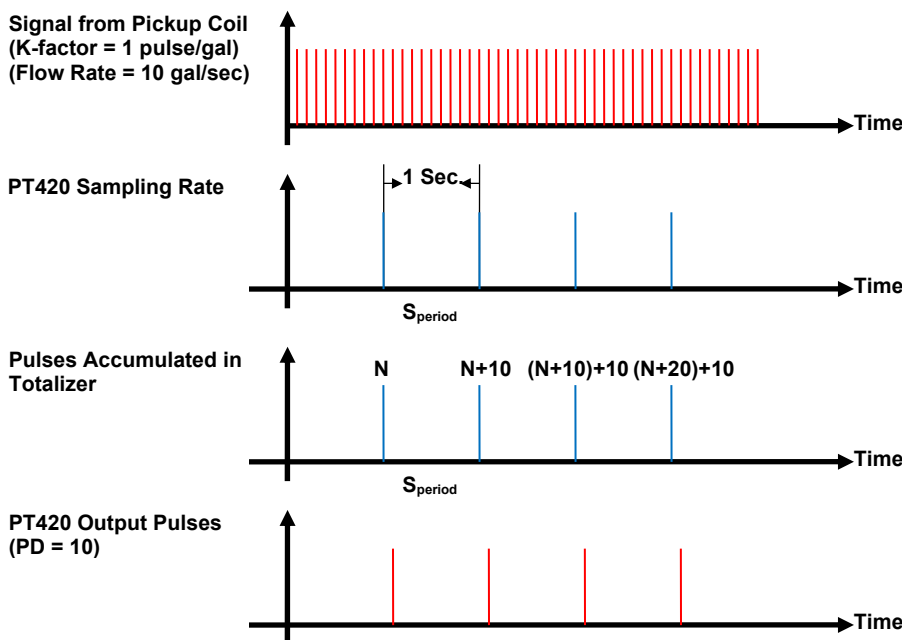 Signal from Pickup Coil
(K-factor = 1 pulse/gal)
(Flow Rate = 10 gal/sec)
Time
PT420 Sampling Rate
1 Sec.
Time
Speriod
Pulses Accumulated in
Totalizer
N N+10 (N+10)+10 (N+20)+10
Time
Speriod
PT420 Output Pulses
(PD = 10)
Time